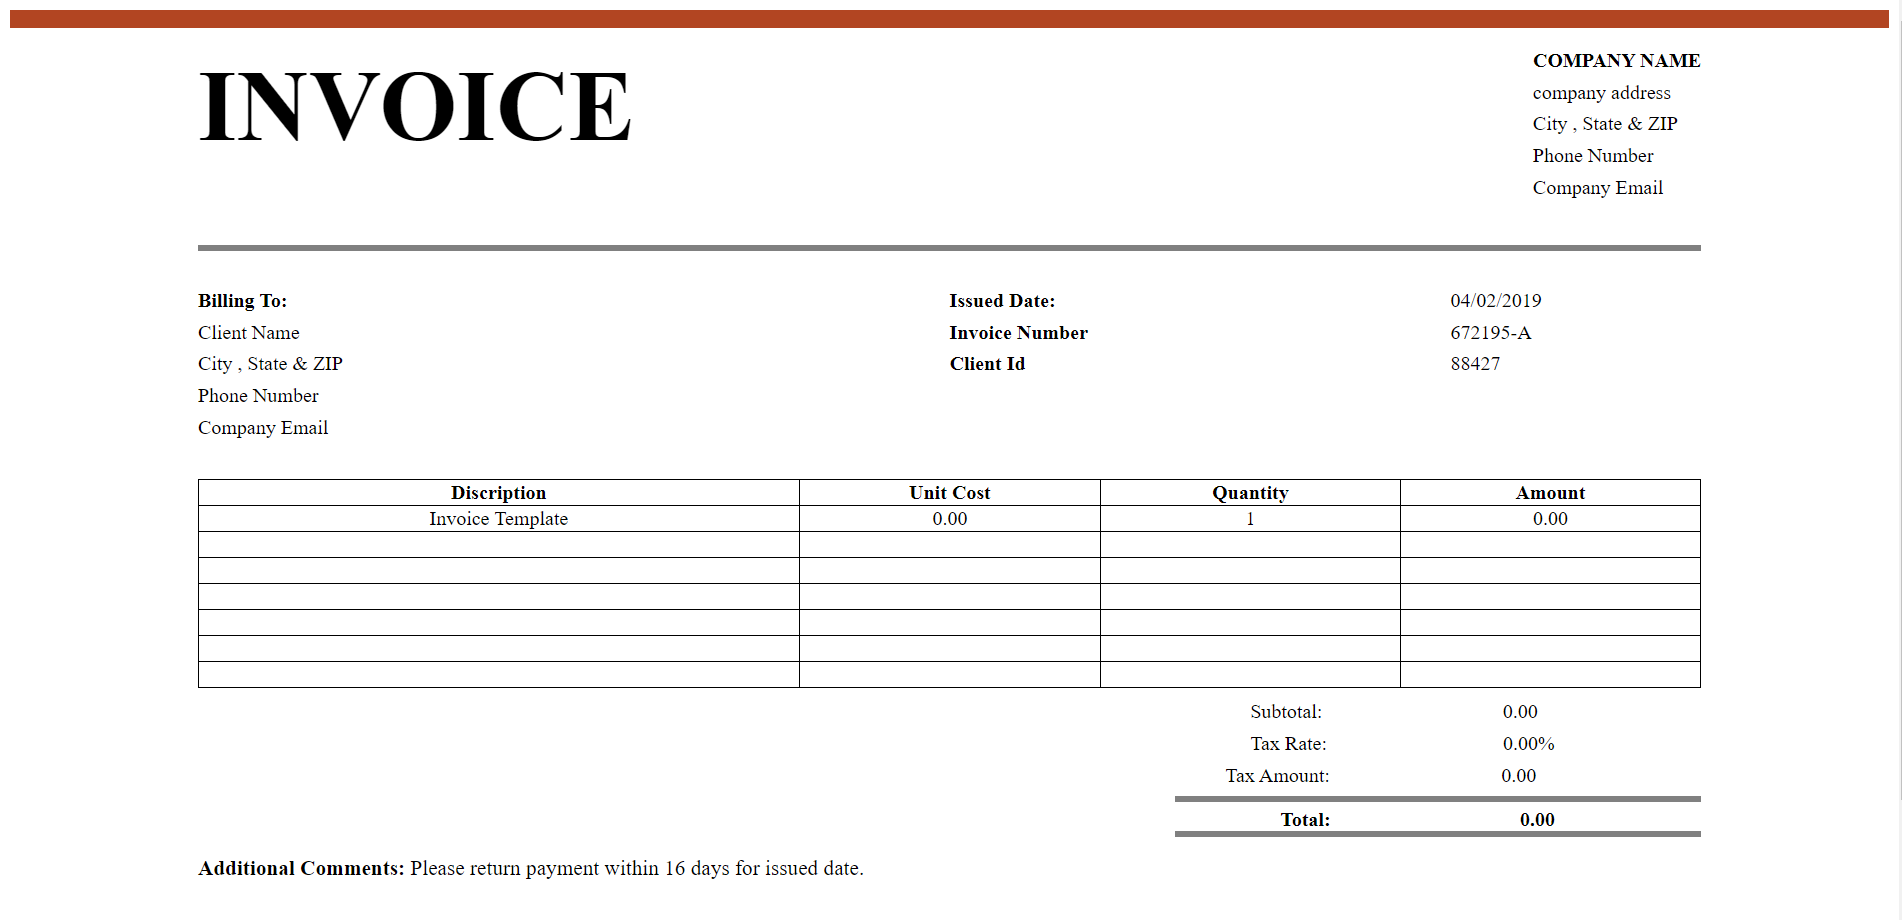 INVOICE
COMPANY NAME
company address
City , State & ZIP
Phone Number
Company Email
Billing To:
Client Name
City , State & ZIP
Phone Number
Company Email
Issued Date: 04/02/2019
Invoice Number 672195-A
Client Id 88427
Discription Unit Cost Quantity Amount
Invoice Template 0.00 1 0.00
Subtotal: 0.00
Tax Rate: 0.00%
Tax Amount: 0.00
Total: 0.00
Additional Comments: Please return payment within 16 days for issued date.